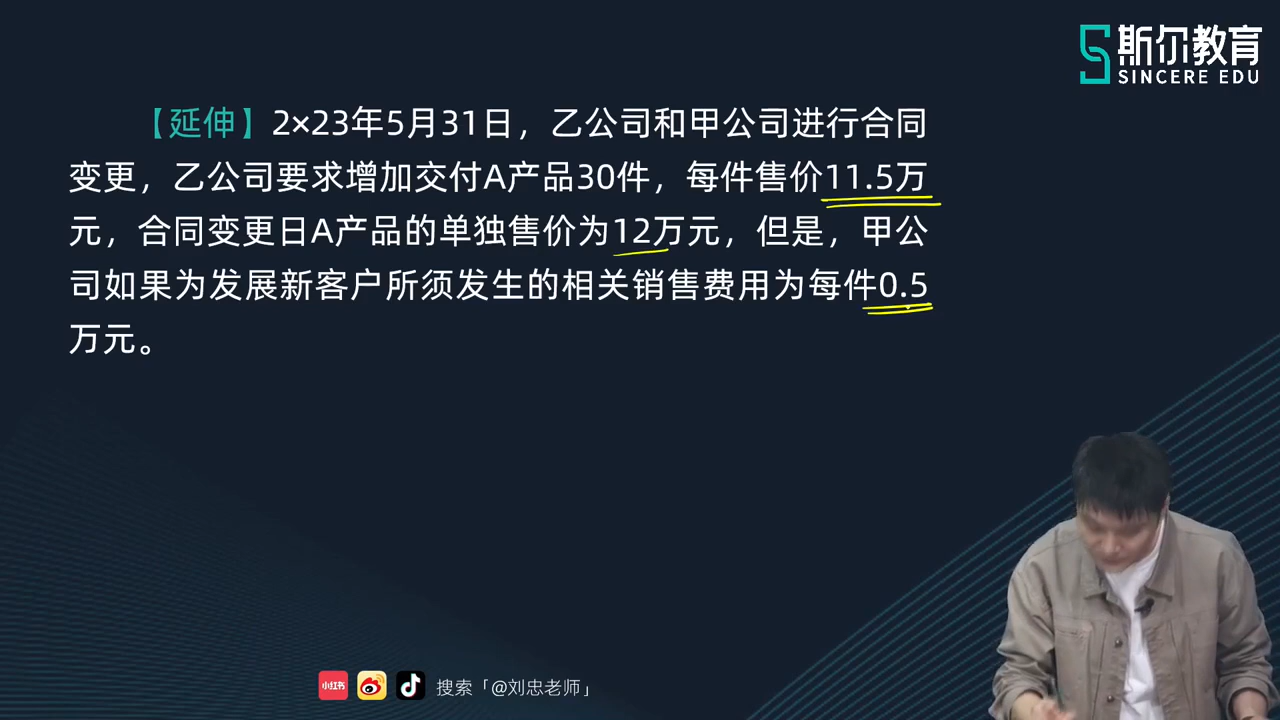 斯尔教育
SINCERE EDU
【延伸】2×23年5月31日，乙公司和甲公司进行合同
变更，乙公司要求增加交付A产品30件，每件售价11.5万
元，合同变更日A产品的单独售价为12万元，但是，甲公
司如果为发展新客户所须发生的相关销售费用为每件0.5
万元。
小红书
搜索「@刘忠老师」